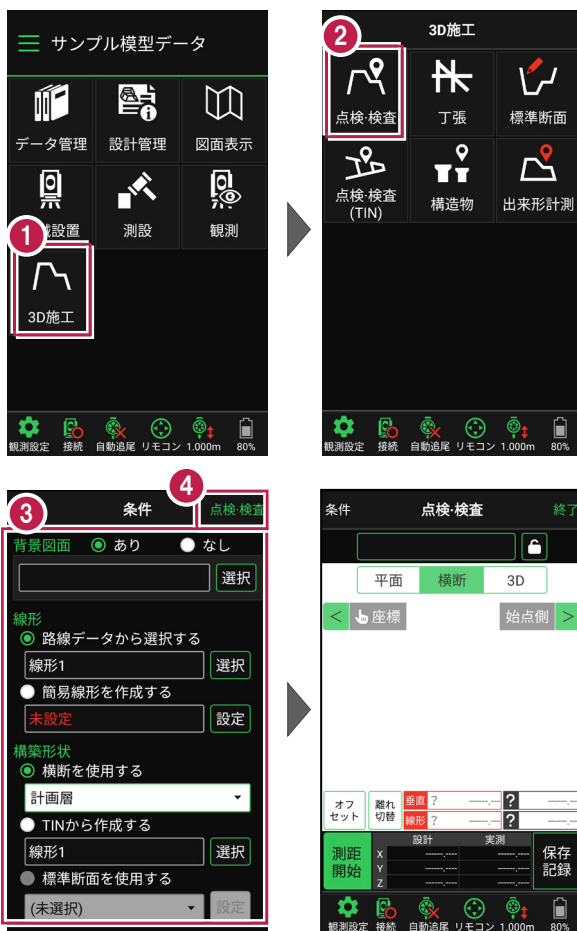 サンプル模型データ
データ管理 設計管理 図面表示
械設置 測設 観測
1
3D施工
観測設定 接続 自動追尾 リモコン 1.000m 80%
2
3D施工
点検･検査 丁張 標準断面
点検･検査 (TIN) 構造物 出来形計測
観測設定 接続 自動追尾 リモコン 1.000m 80%
3
4
条件 点検･検査
背景図面 あり なし
選択
線形
路線データから選択する
線形1 選択
簡易線形を作成する
未設定 設定
構築形状
横断を使用する
計画層
TINから作成する
線形1 選択
標準断面を使用する
(未選択) 設定
条件 点検･検査 終了
平面 横断 3D
< 座標 始点側 >
オフセット 離れ切替
垂直 ? -----.--- ? -----.---
線形 ? -----.--- ? -----.---
測距開始
設計 実測
X -----.--- -----.---
Y -----.--- -----.---
Z -----.--- -----.---
保存記録
観測設定 接続 自動追尾 リモコン 1.000m 80%